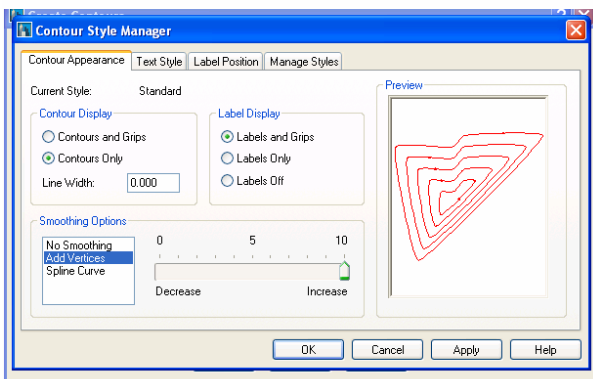 Create Contours
Contour Style Manager
Contour Appearance Text Style Label Position Manage Styles
Current Style: Standard
Preview
Contour Display
Contours and Grips
Contours Only
Line Width: 0.000
Label Display
Labels and Grips
Labels Only
Labels Off
Smoothing Options
No Smoothing
Add Vertices
Spline Curve
0 5 10
Decrease Increase
OK Cancel Apply Help